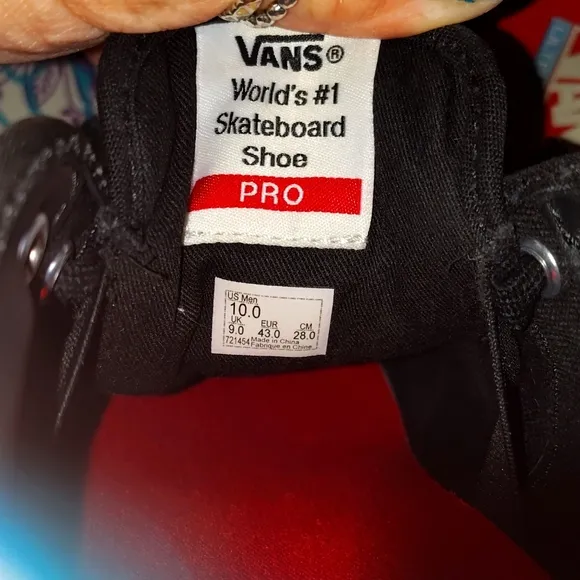 VANS®
World's #1
Skateboard
Shoe
PRO
US Men
10.0
UK EUR CM
9.0 43.0 28.0
721454 Made in China
Fabrique en Chine